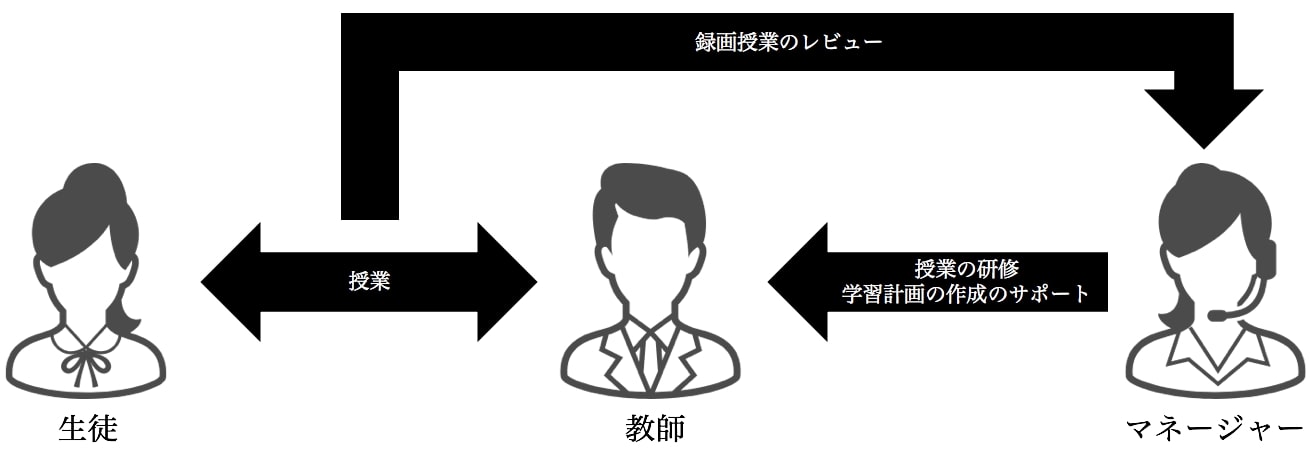 録画授業のレビュー
授業
授業の研修
学習計画の作成のサポート
生徒
教師
マネージャー